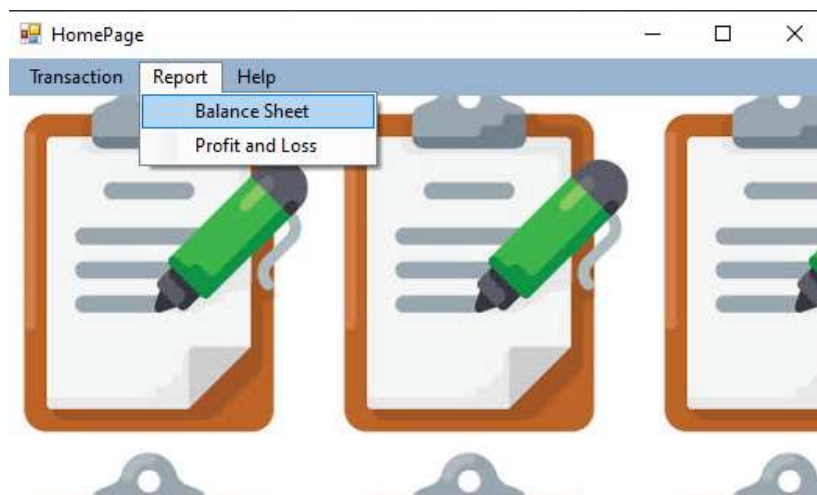 HomePage
Transaction Report Help
Balance Sheet
Profit and Loss